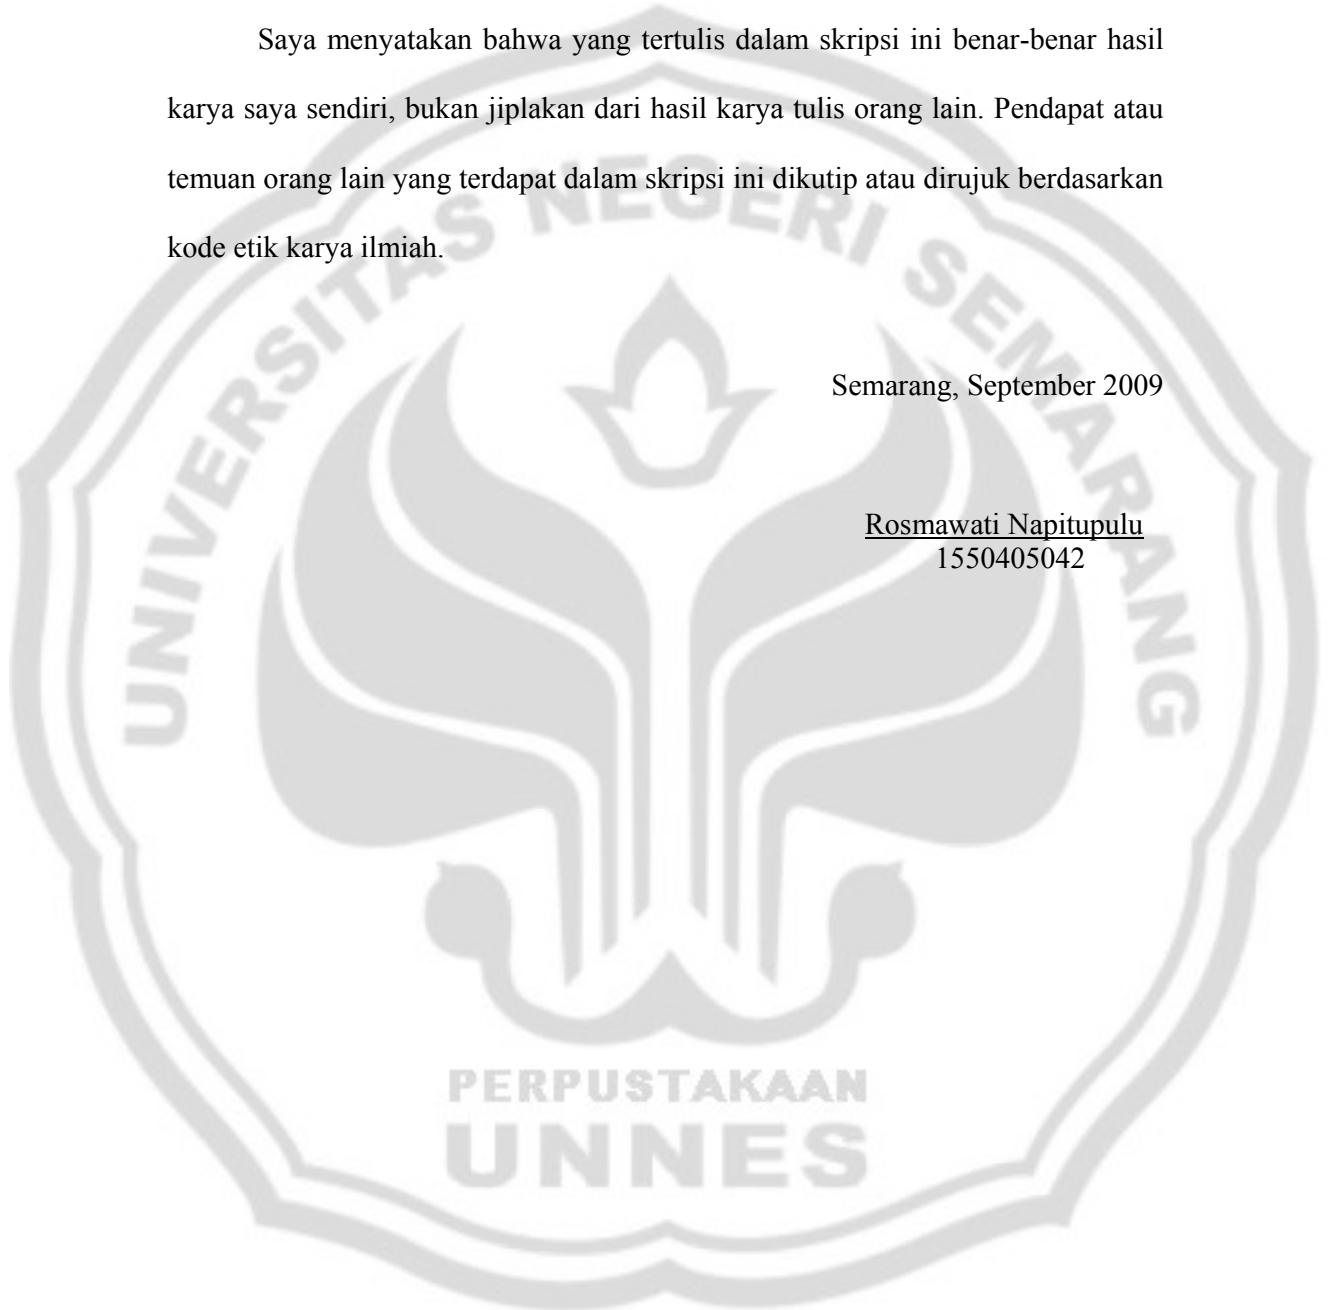 Saya menyatakan bahwa yang tertulis dalam skripsi ini benar-benar hasil
karya saya sendiri, bukan jiplakan dari hasil karya tulis orang lain. Pendapat atau
temuan orang lain yang terdapat dalam skripsi ini dikutip atau dirujuk berdasarkan
kode etik karya ilmiah.
Semarang, September 2009
Rosmawati Napitupulu
1550405042
UNIVERSITAS NEGERI SEMARANG
PERPUSTAKAAN
UNNES